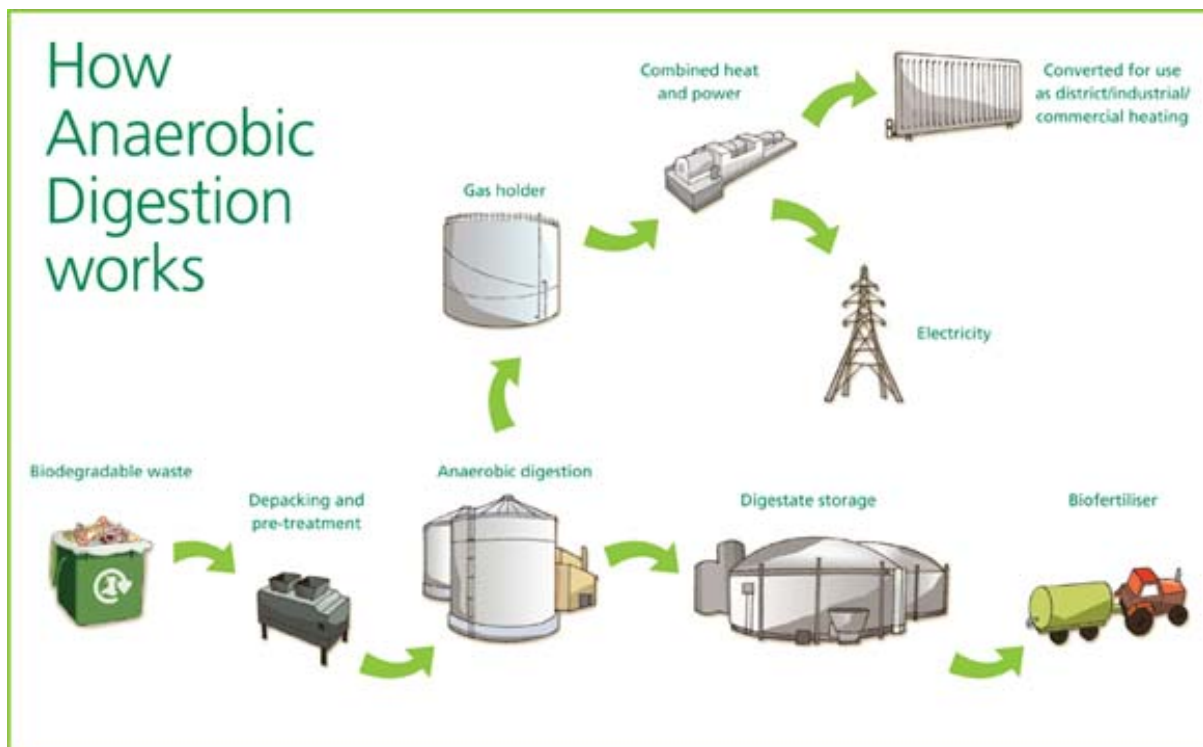 How
Anaerobic
Digestion
works
Combined heat
and power
Converted for use
as district/industrial/
commercial heating
Gas holder
Electricity
Biodegradable waste
Depacking and
pre-treatment
Anaerobic digestion
Digestate storage
Biofertiliser